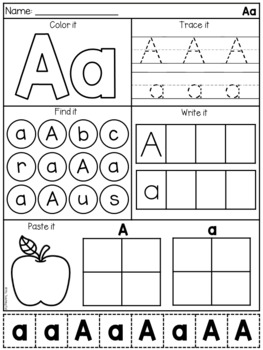 Name: Aa
Color it Trace it
Aa A A A
a a a
Find it Write it
a A b c A
r a A a a
a A u s
Paste it A a
a a A a A a A A